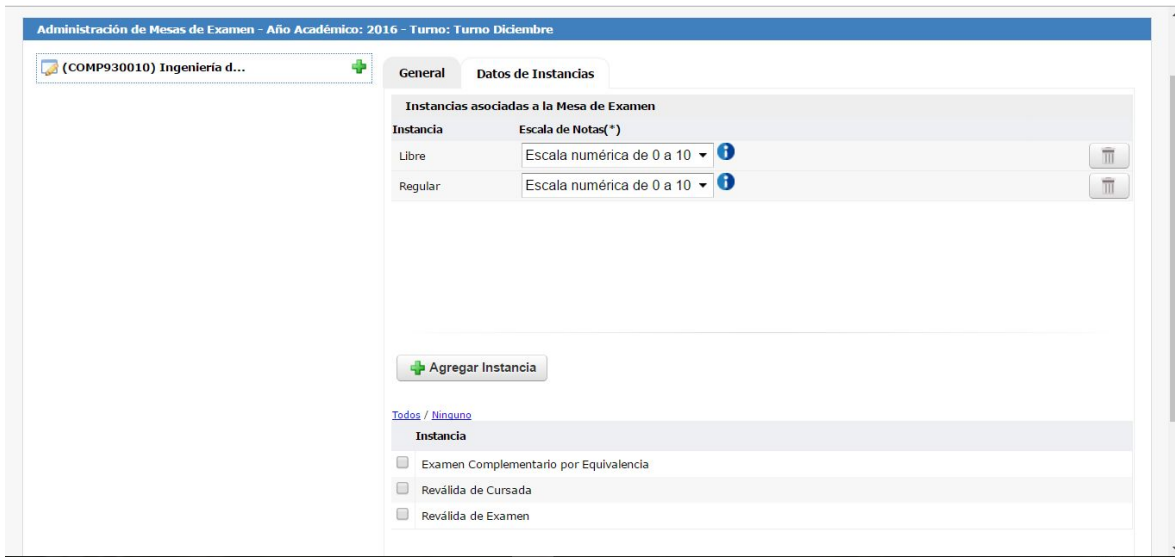 Administración de Mesas de Examen - Año Académico: 2016 - Turno: Turno Diciembre
(COMP930010) Ingeniería d...
General Datos de Instancias
Instancias asociadas a la Mesa de Examen
Instancia Escala de Notas(*)
Libre Escala numérica de 0 a 10
Regular Escala numérica de 0 a 10
Agregar Instancia
Todos / Ninguno
Instancia
Examen Complementario por Equivalencia
Reválida de Cursada
Reválida de Examen